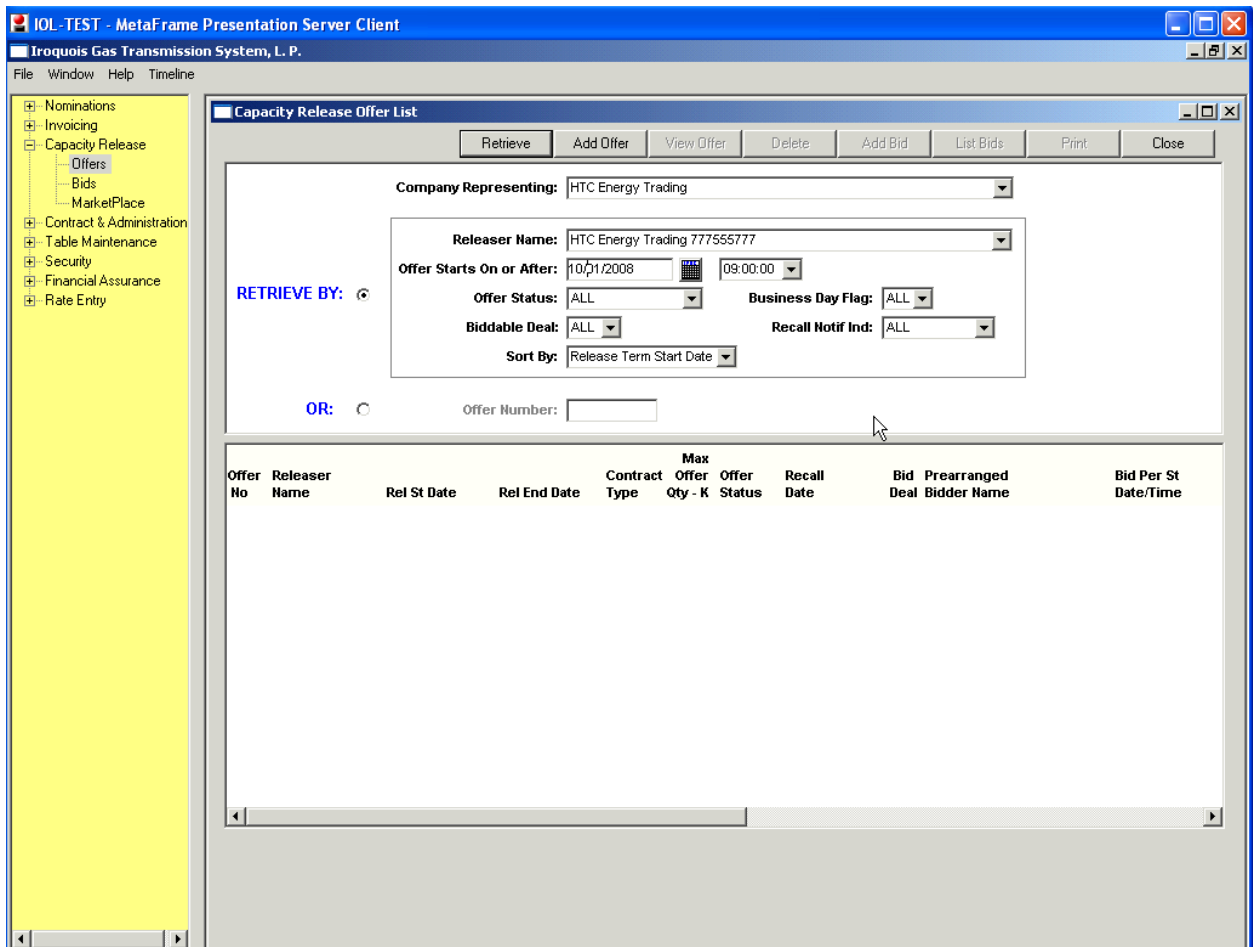 IOL-TEST - MetaFrame Presentation Server Client
Iroquois Gas Transmission System, L. P.
File Window Help Timeline
Nominations
Invoicing
Capacity Release
Offers
Bids
MarketPlace
Contract & Administration
Table Maintenance
Security
Financial Assurance
Rate Entry
Capacity Release Offer List
Retrieve Add Offer View Offer Delete Add Bid List Bids Print Close
Company Representing: HTC Energy Trading
Releaser Name: HTC Energy Trading 777555777
Offer Starts On or After: 10/01/2008 09:00:00
RETRIEVE BY:
Offer Status: ALL Business Day Flag: ALL
Biddable Deal: ALL Recall Notif Ind: ALL
Sort By: Release Term Start Date
OR: Offer Number:
Max
Offer Releaser Contract Offer Offer Recall Bid Prearranged Bid Per St
No Name Rel St Date Rel End Date Type Qty - K Status Date Deal Bidder Name Date/Time